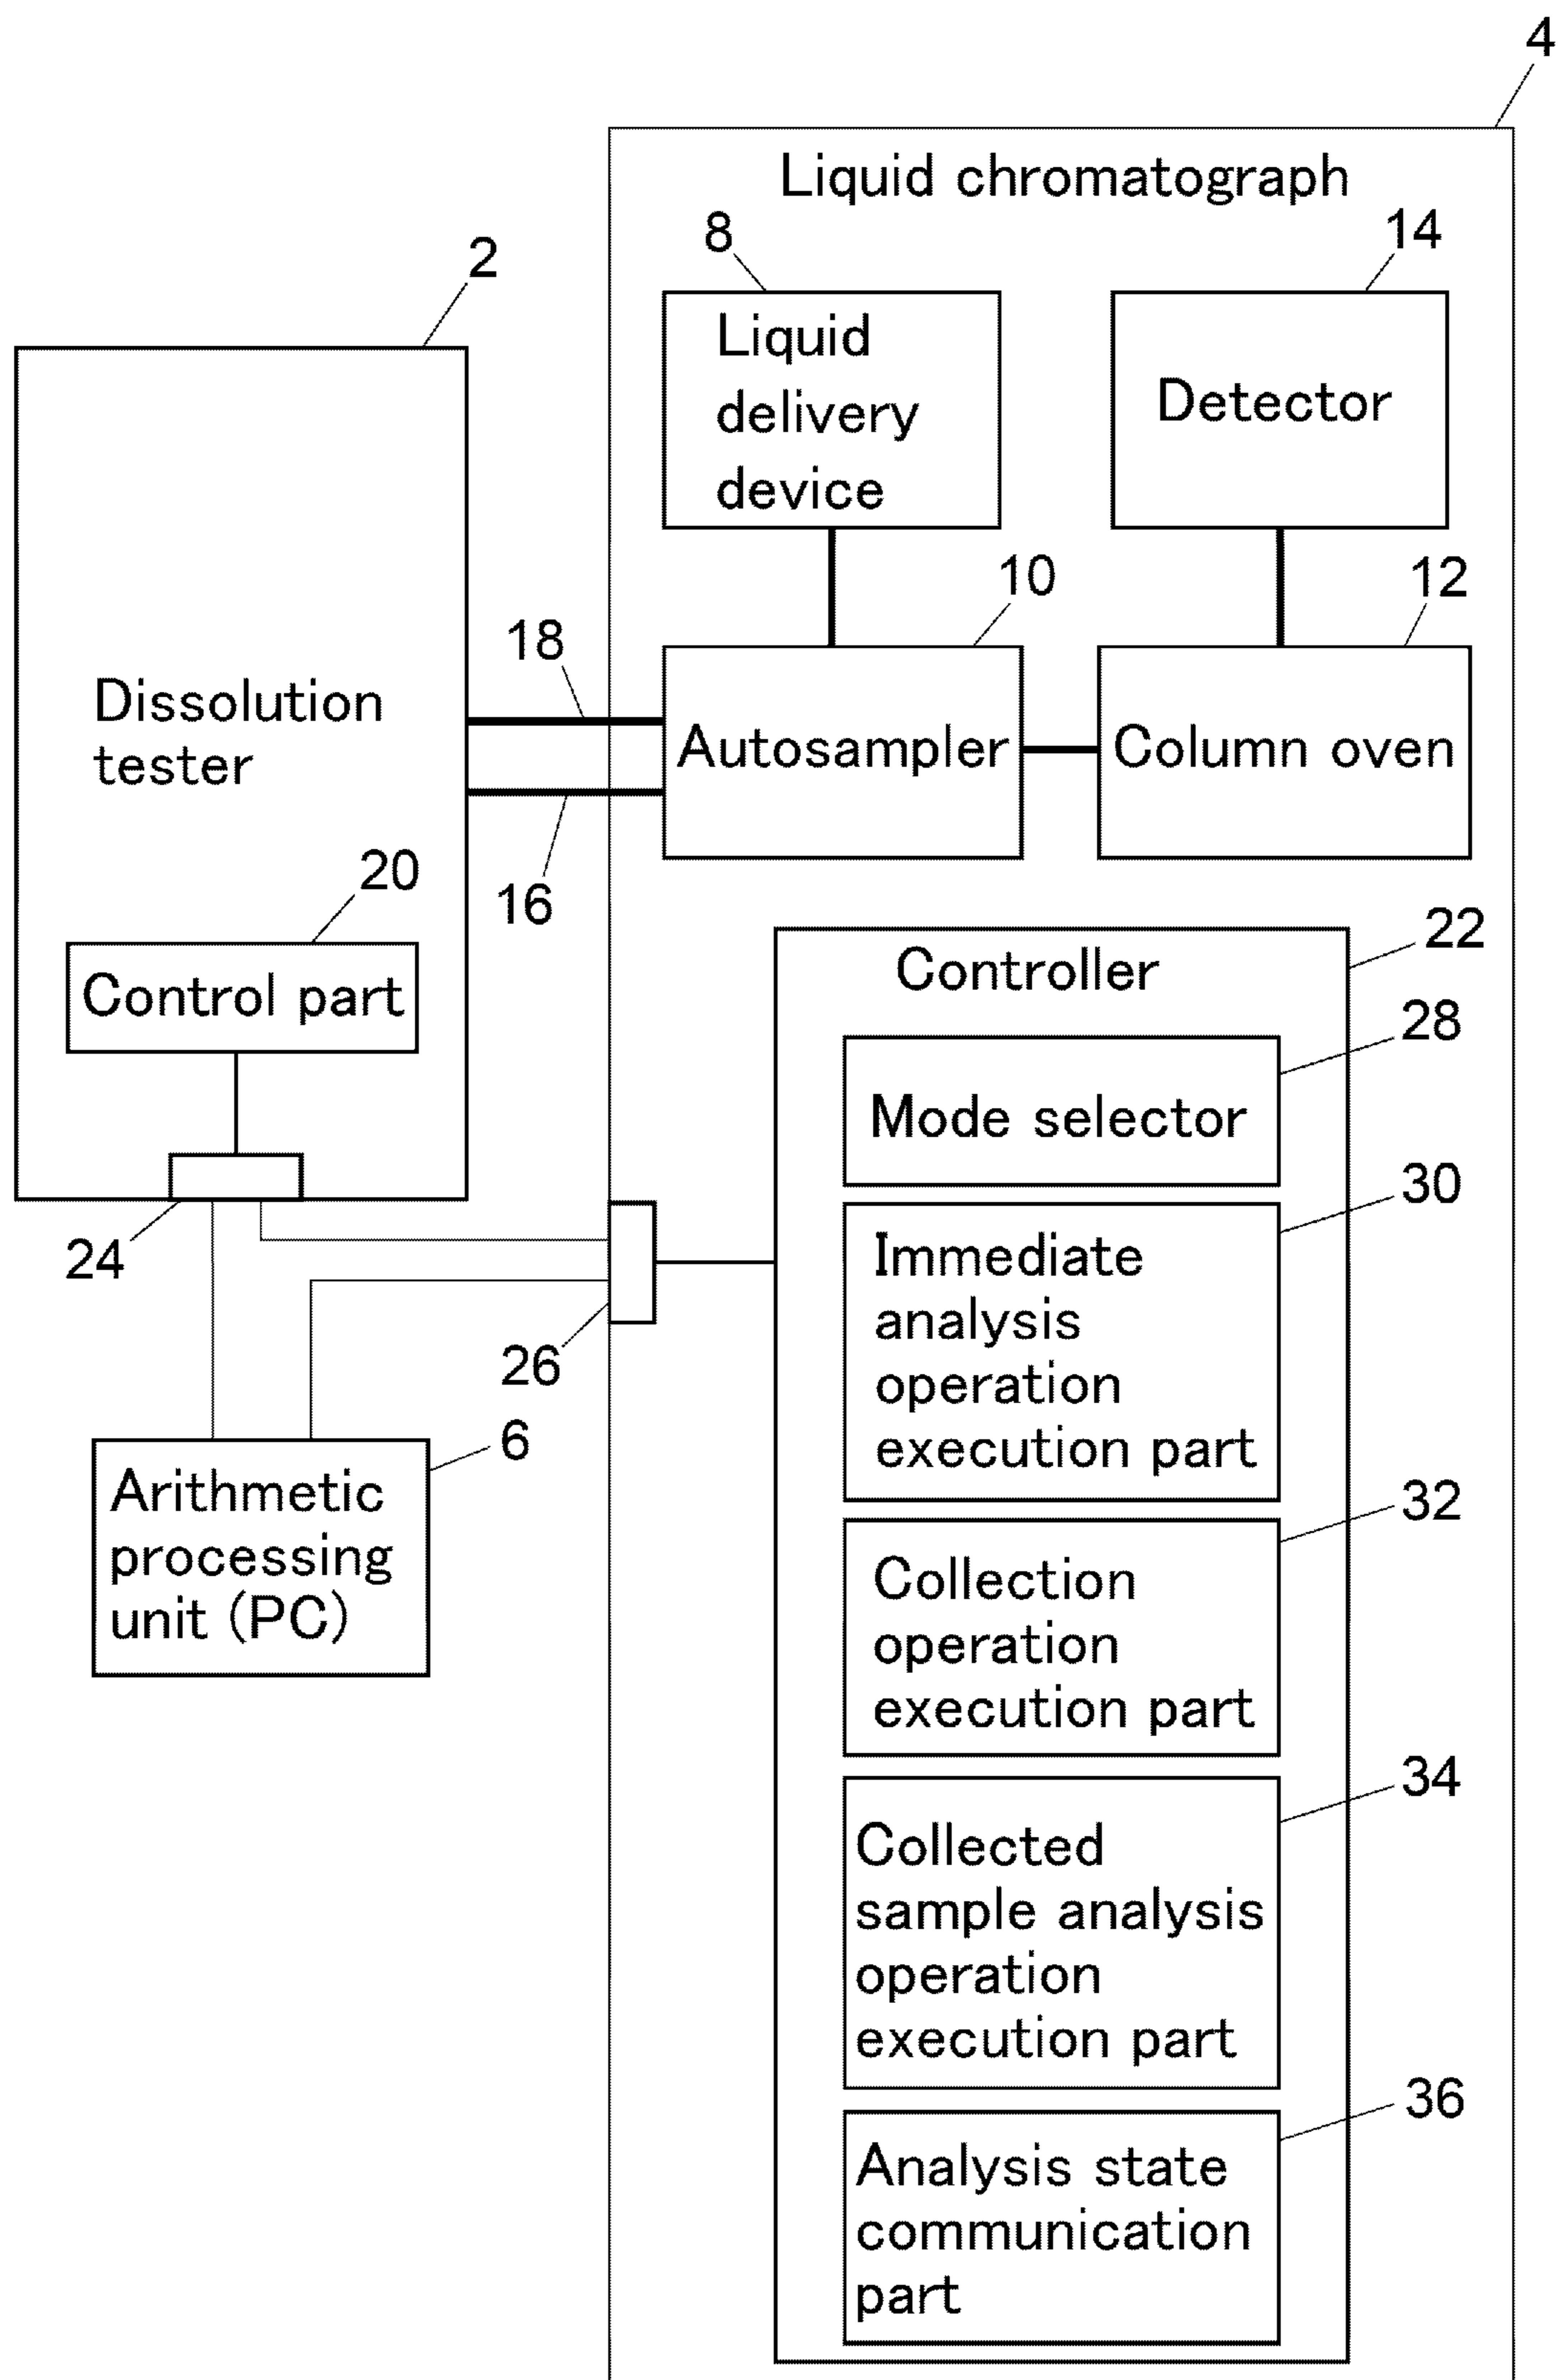 4
Liquid chromatograph
8
14
2
Liquid
delivery
device
Detector
10
12
18
Dissolution
tester
Autosampler
Column oven
16
20
Control part
22
Controller
28
Mode selector
24
30
Immediate
analysis
operation
execution part
26
6
Arithmetic
processing
unit (PC)
32
Collection
operation
execution part
34
Collected
sample analysis
operation
execution part
36
Analysis state
communication
part